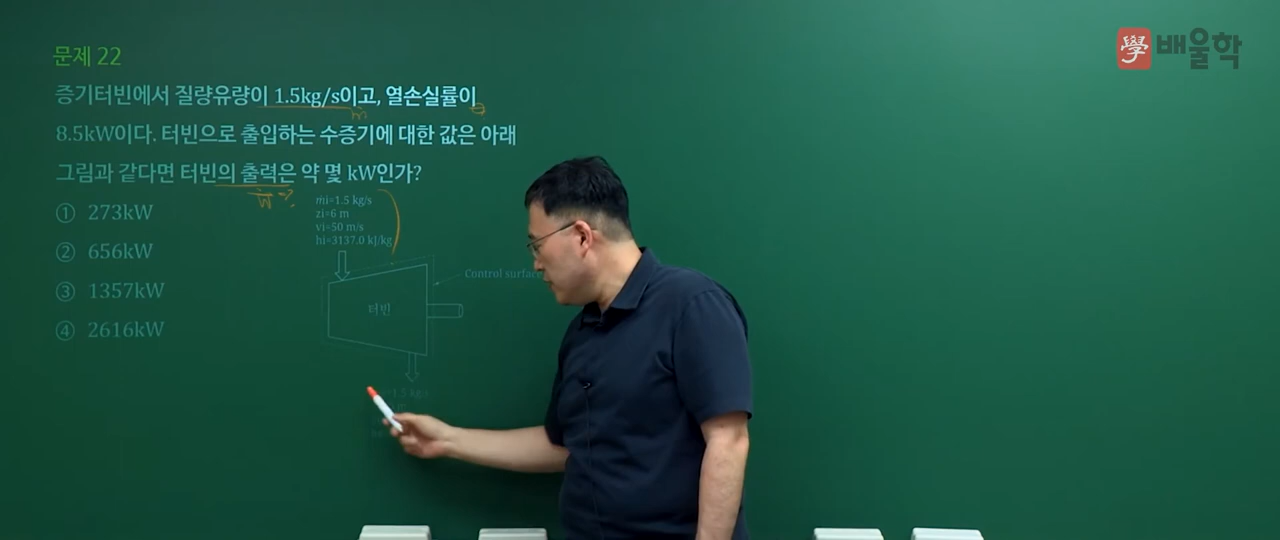 문제 22
學 배울학
증기터빈에서 질량유량이 1.5kg/s이고, 열손실률이
ṁ
8.5kW이다. 터빈으로 출입하는 수증기에 대한 값은 아래
그림과 같다면 터빈의 출력은 약 몇 kW인가?
Ẇ=?
① 273kW
② 656kW
③ 1357kW
④ 2616kW
ṁi=1.5 kg/s
zi=6 m
vi=50 m/s
hi=3137.0 kJ/kg
Control surface
터빈
1.5 kg/s